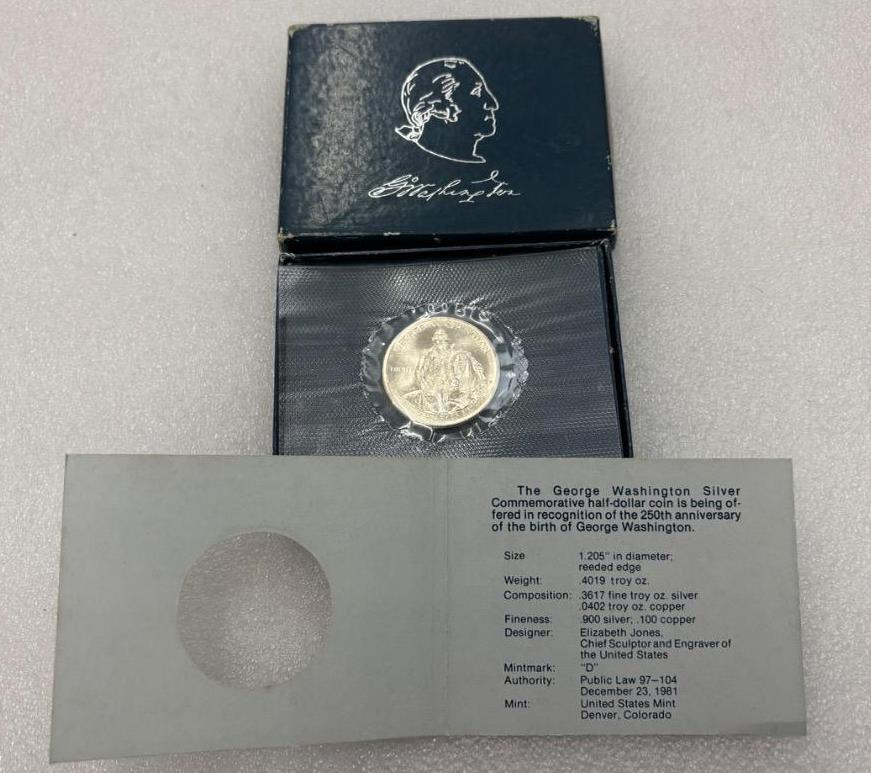 G Washington
LIBERTY
The George Washington Silver
Commemorative half-dollar coin is being of-
fered in recognition of the 250th anniversary
of the birth of George Washington.
Size 1.205" in diameter;
reeded edge
Weight: .4019 troy oz.
Composition: .3617 fine troy oz. silver
.0402 troy oz. copper
Fineness: .900 silver; .100 copper
Designer: Elizabeth Jones,
Chief Sculptor and Engraver of
the United States
Mintmark: "D"
Authority: Public Law 97-104
December 23, 1981
Mint: United States Mint
Denver, Colorado